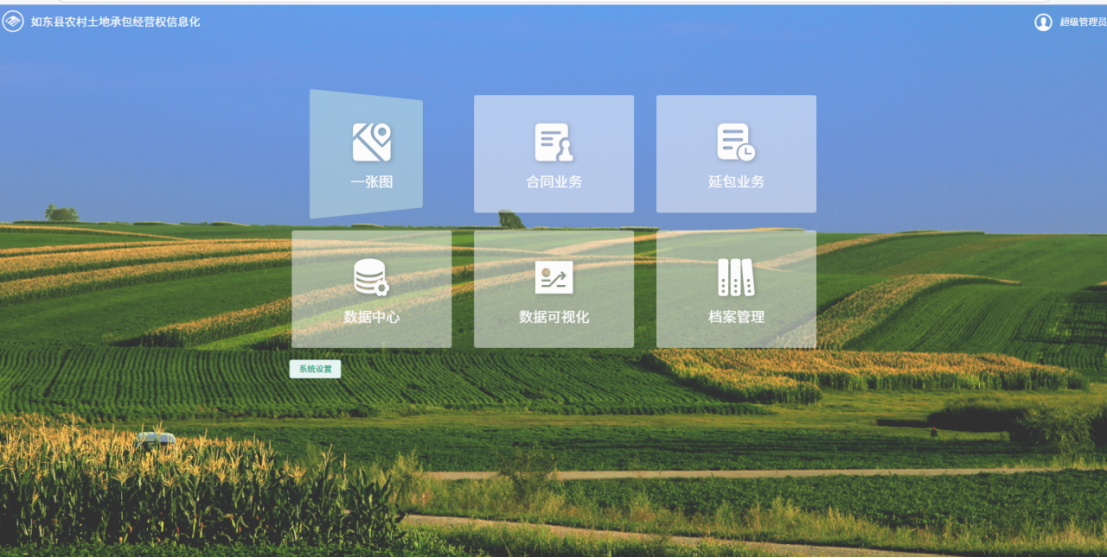 如东县农村土地承包经营权信息化
超级管理员
一张图
合同业务
延包业务
数据中心
数据可视化
档案管理
系统设置